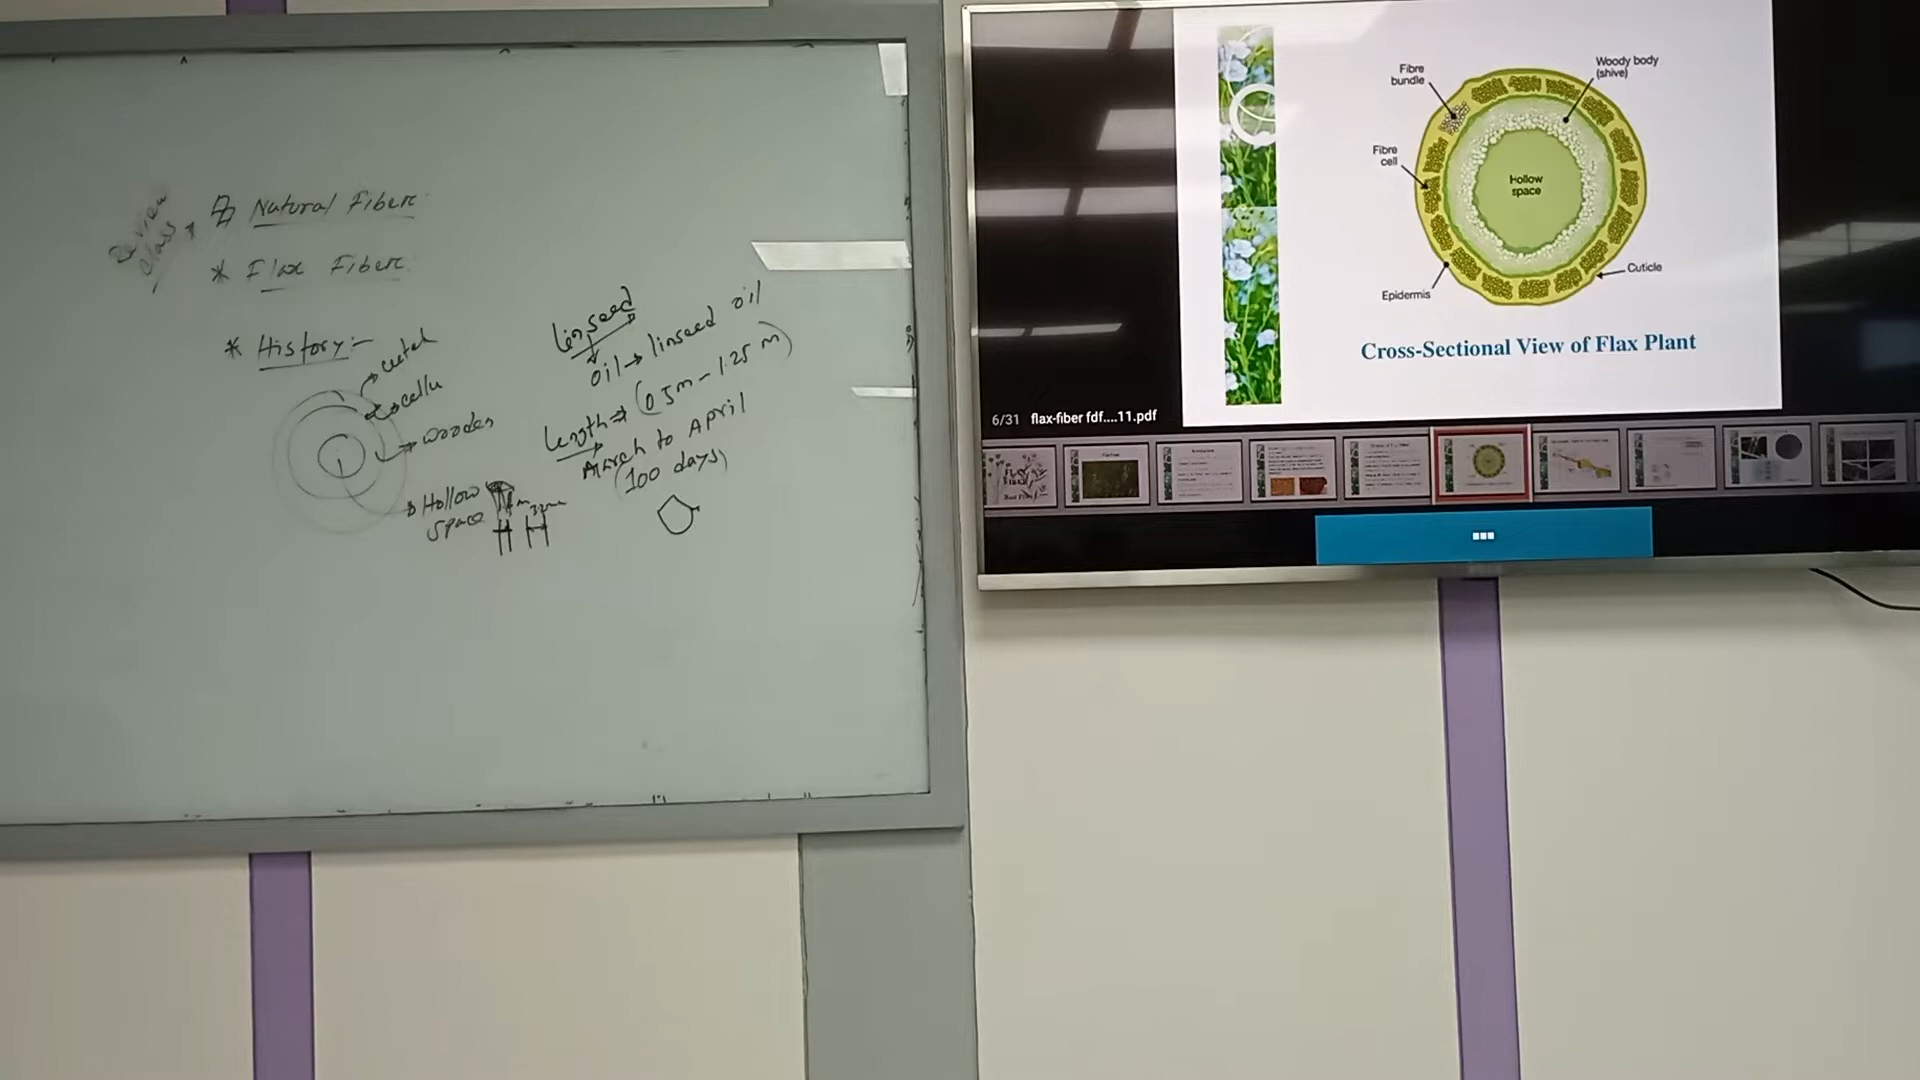 Review
class
Natural Fiber
* Flax Fiber
* History:-
cellu
wooden
Hollow
space
Linseed
oil → linseed oil
Length ⇒ (0.5m - 1.25 m)
March to April
(100 days)
Fibre
bundle
Woody body
(shive)
Fibre
cell
Hollow
space
Cuticle
Epidermis
Cross-Sectional View of Flax Plant
6/31 flax-fiber fdf....11.pdf